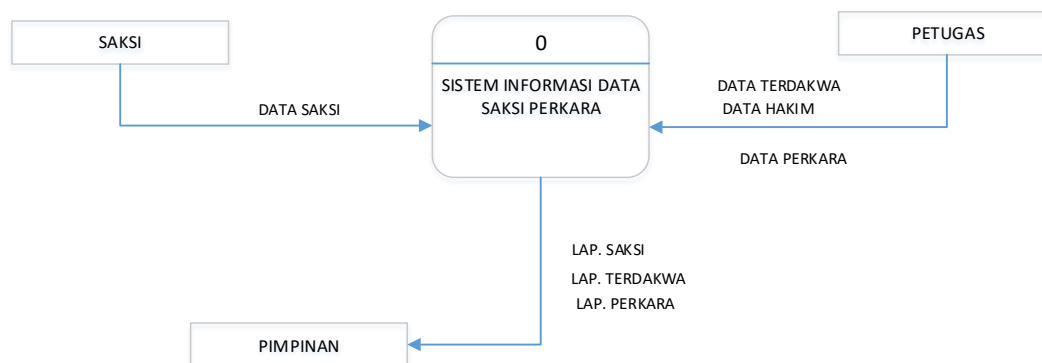 SAKSI
0
PETUGAS
SISTEM INFORMASI DATA
SAKSI PERKARA
DATA SAKSI
DATA TERDAKWA
DATA HAKIM
DATA PERKARA
LAP. SAKSI
LAP. TERDAKWA
LAP. PERKARA
PIMPINAN